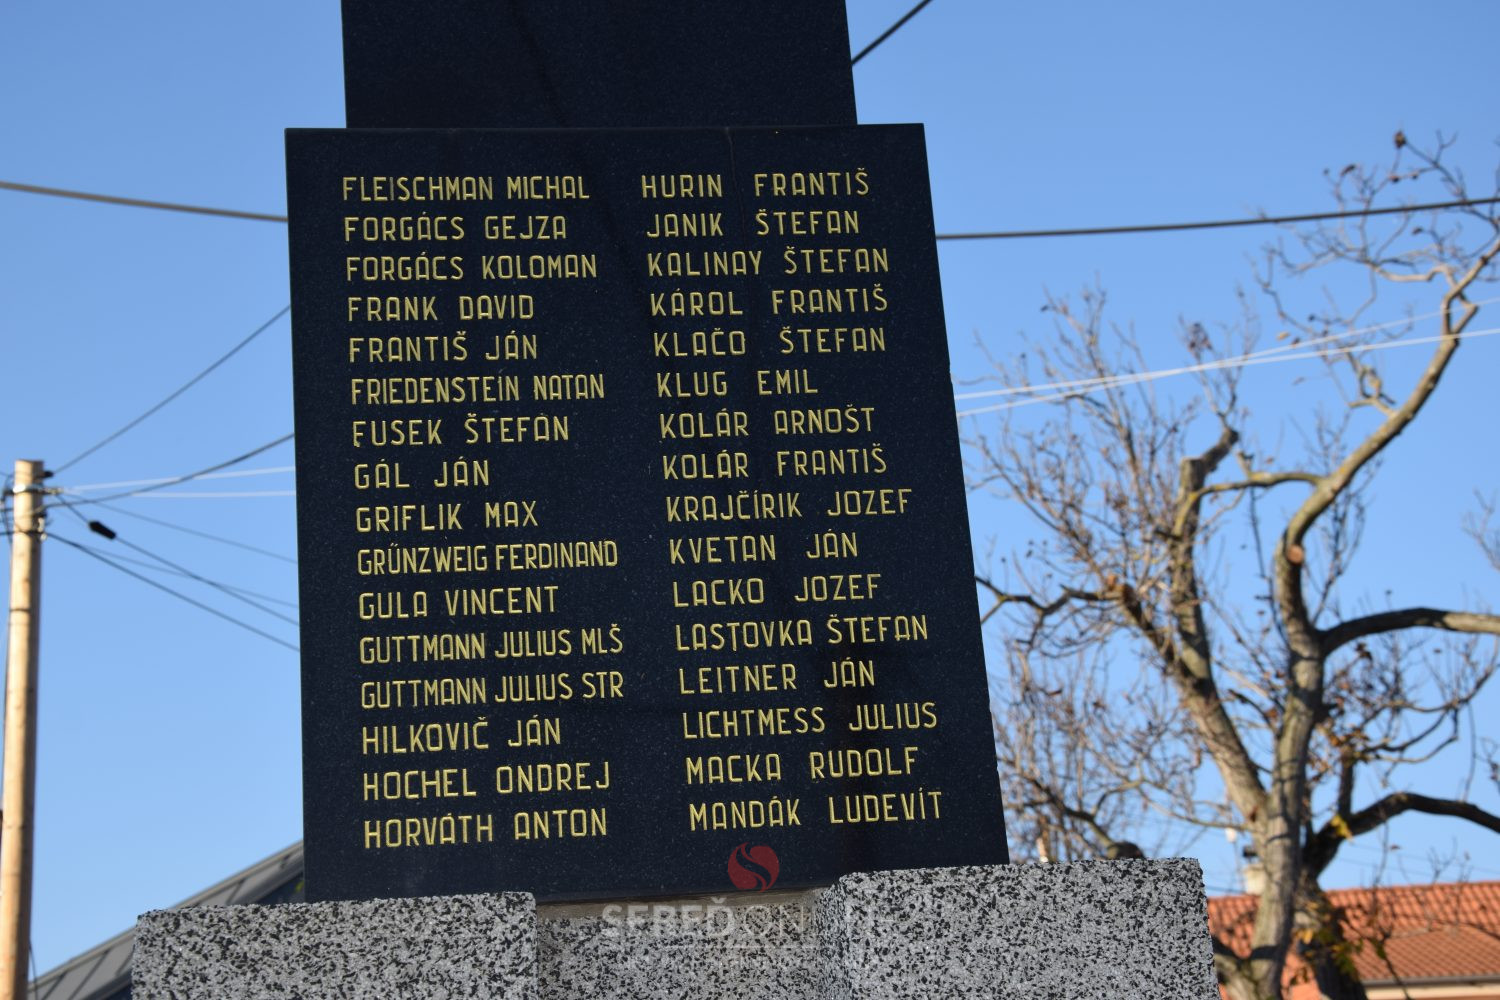 FLEISCHMAN MICHAL
FORGÁCS GEJZA
FORGÁCS KOLOMAN
FRANK DAVID
FRANTIŠ JÁN
FRIEDENSTEIN NATAN
FUSEK ŠTEFAN
GÁL JÁN
GRIFLIK MAX
GRŰNZWEIG FERDINAND
GULA VINCENT
GUTTMANN JULIUS MLŠ
GUTTMANN JULIUS STR
HILKOVIČ JÁN
HOCHEL ONDREJ
HORVÁTH ANTON
HURIN FRANTIŠ
JANIK ŠTEFAN
KALINAY ŠTEFAN
KÁROL FRANTIŠ
KLAČO ŠTEFAN
KLUG EMIL
KOLÁR ARNOŠT
KOLÁR FRANTIŠ
KRAJČÍRIK JOZEF
KVETAN JÁN
LACKO JOZEF
LASTOVKA ŠTEFAN
LEITNER JÁN
LICHTMESS JULIUS
MACKA RUDOLF
MANDÁK LUDEVÍT